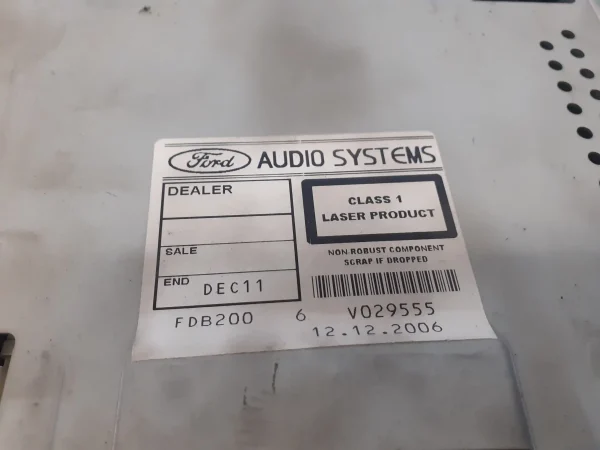 Ford AUDIO SYSTEMS
DEALER
CLASS 1
LASER PRODUCT
SALE
NON ROBUST COMPONENT
SCRAP IF DROPPED
END DEC11
FDB200 6 V029555
12.12.2006